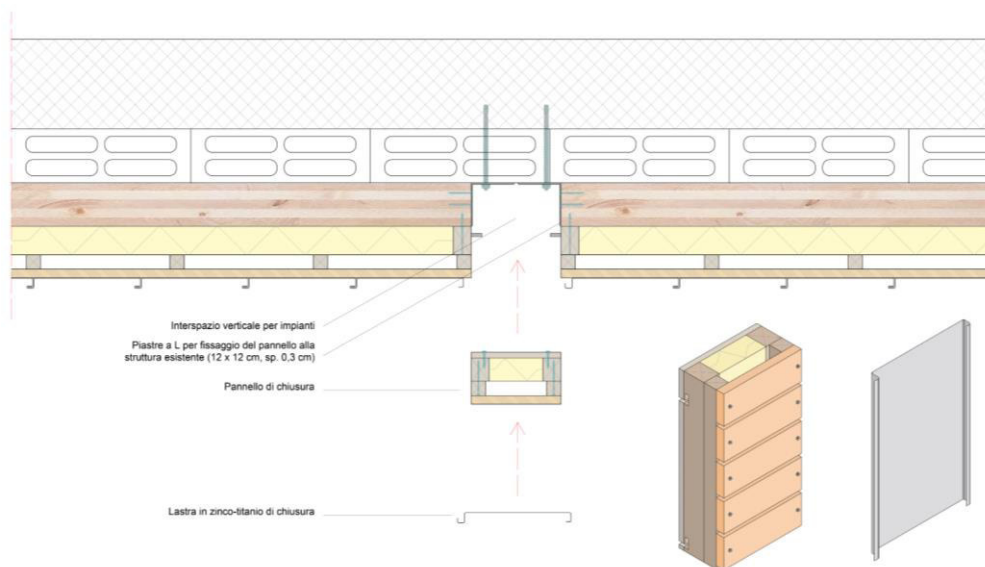 Interspazio verticale per impianti
Piastre a L per fissaggio del pannello alla
struttura esistente (12 x 12 cm, sp. 0,3 cm)
Pannello di chiusura
Lastra in zinco-titanio di chiusura